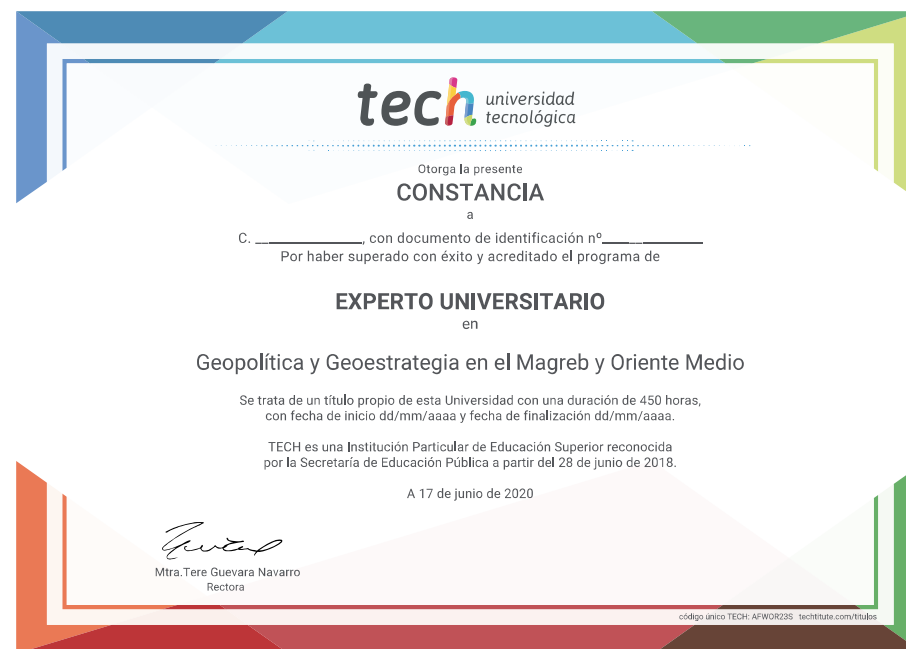 tech universidad
tecnológica
Otorga la presente
CONSTANCIA
a
C. ______________, con documento de identificación nº______________
Por haber superado con éxito y acreditado el programa de
EXPERTO UNIVERSITARIO
en
Geopolítica y Geoestrategia en el Magreb y Oriente Medio
Se trata de un título propio de esta Universidad con una duración de 450 horas,
con fecha de inicio dd/mm/aaaa y fecha de finalización dd/mm/aaaa.
TECH es una Institución Particular de Educación Superior reconocida
por la Secretaría de Educación Pública a partir del 28 de junio de 2018.
A 17 de junio de 2020
Mtra.Tere Guevara Navarro
Rectora
código único TECH: AFWOR23S techtitute.com/titulos